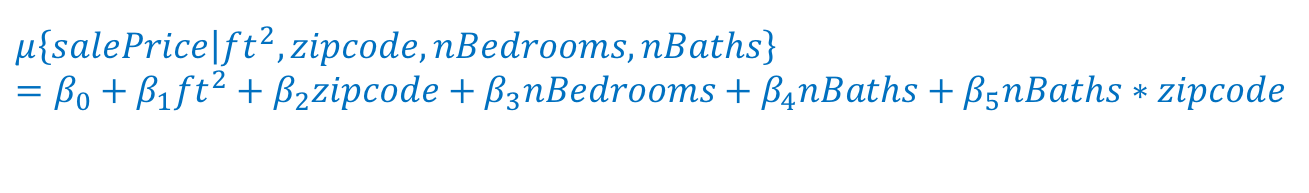 μ{salePrice|ft², zipcode, nBedrooms, nBaths}
= β₀ + β₁ft² + β₂zipcode + β₃nBedrooms + β₄nBaths + β₅nBaths ∗ zipcode